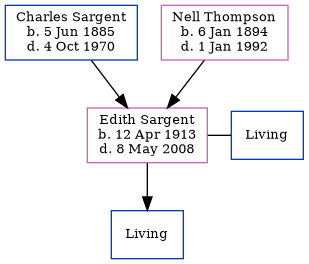 Charles Sargent
b. 5 Jun 1885
d. 4 Oct 1970
Nell Thompson
b. 6 Jan 1894
d. 1 Jan 1992
Edith Sargent
b. 12 Apr 1913
d. 8 May 2008
Living
Living